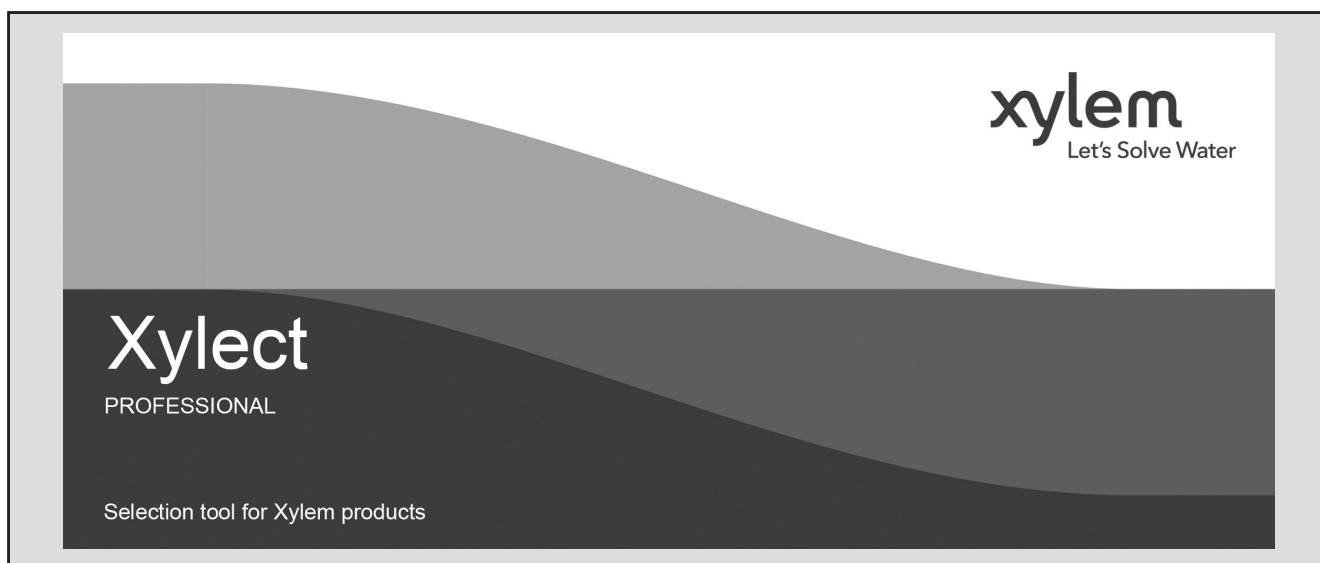 xylem
Let's Solve Water
Xylect
PROFESSIONAL
Selection tool for Xylem products